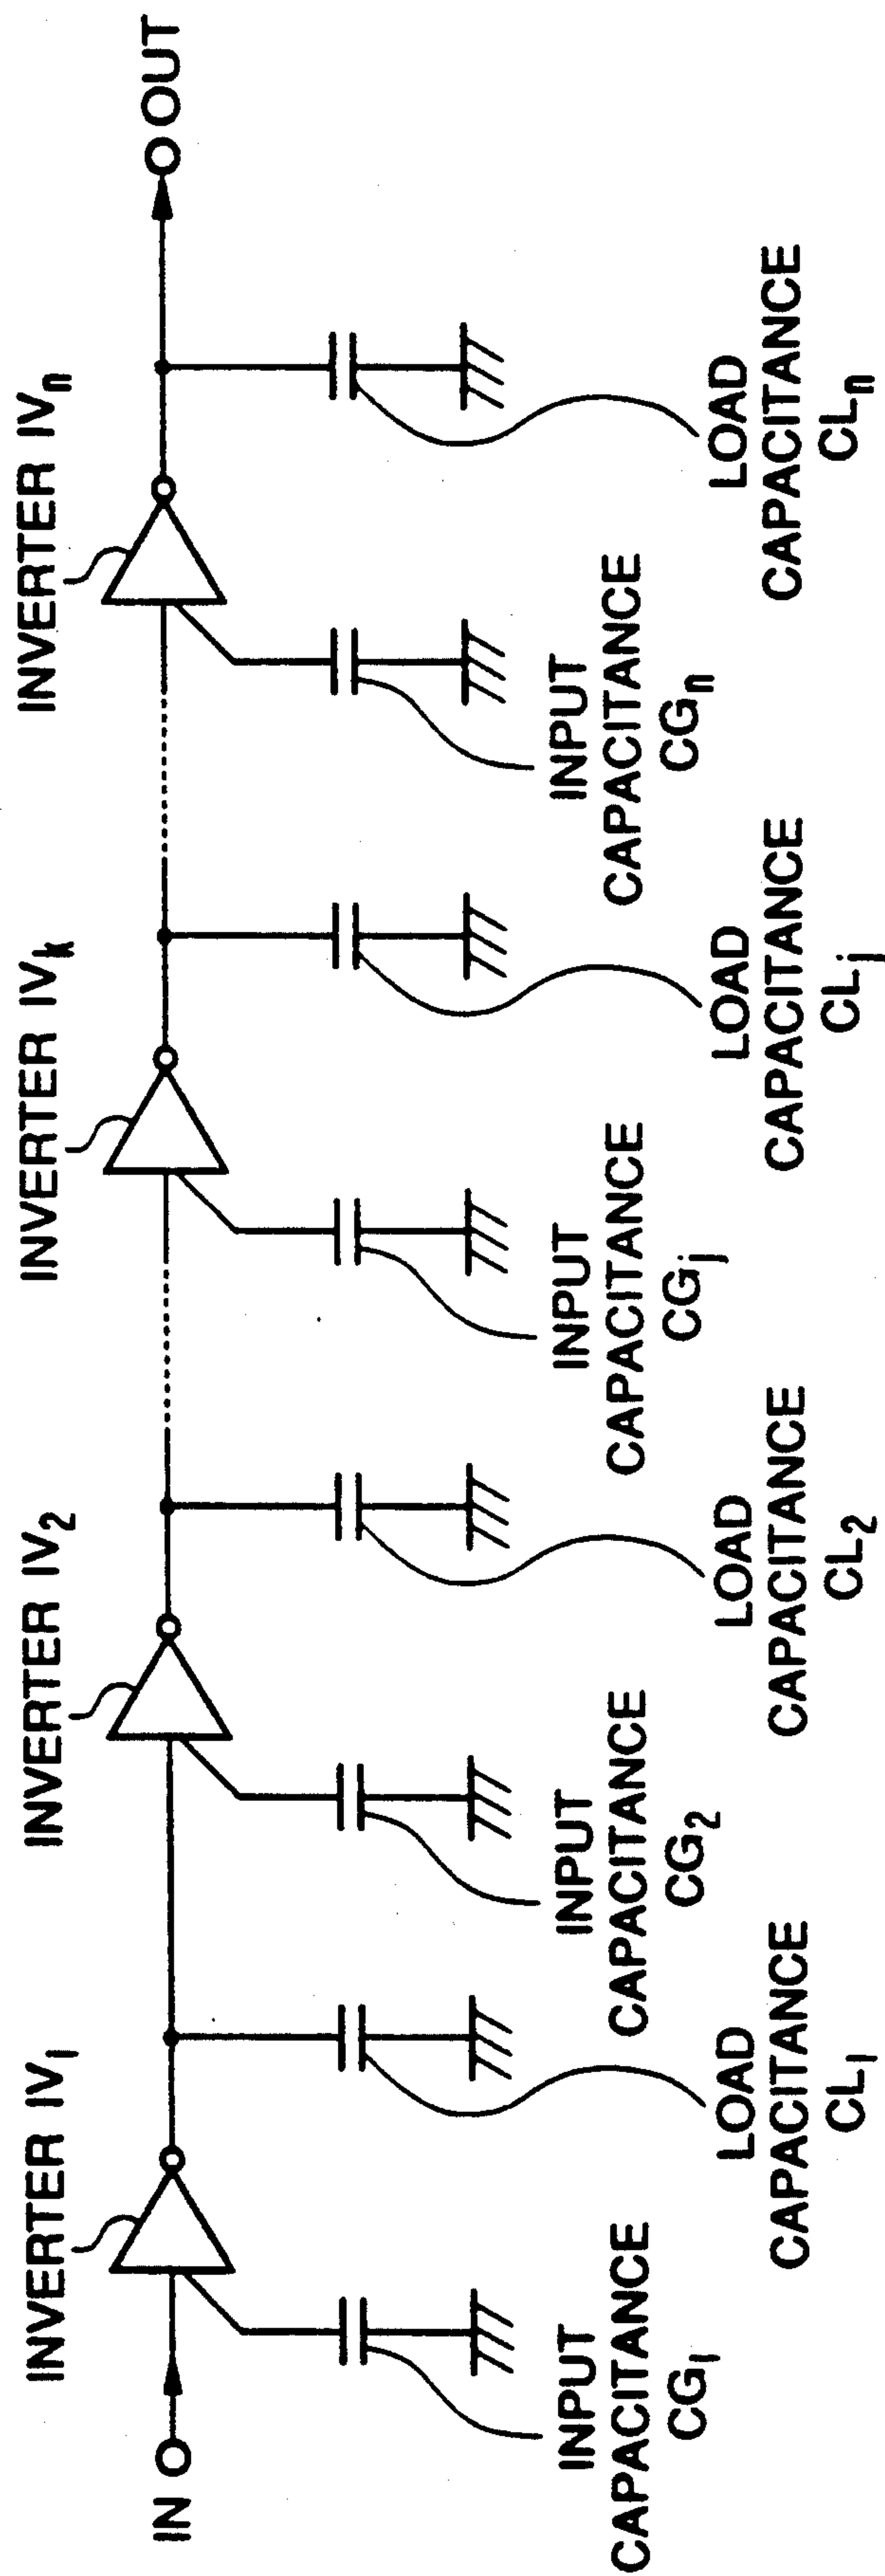 INVERTER IV₁
INVERTER IV₂
INVERTER IVₖ
INVERTER IVₙ
IN
OUT
INPUT
CAPACITANCE
CG₁
LOAD
CAPACITANCE
CL₁
INPUT
CAPACITANCE
CG₂
LOAD
CAPACITANCE
CL₂
INPUT
CAPACITANCE
CGⱼ
LOAD
CAPACITANCE
CLⱼ
INPUT
CAPACITANCE
CGₙ
LOAD
CAPACITANCE
CLₙ